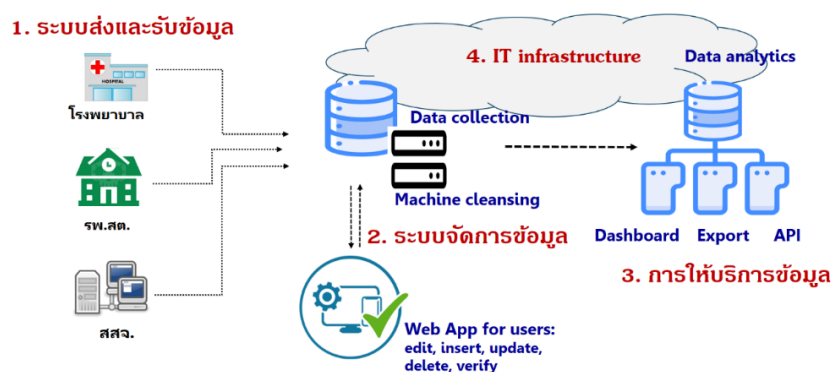 1. ระบบส่งและรับข้อมูล
HOSPITAL
โรงพยาบาล
รพ.สต.
สสจ.
4. IT infrastructure
Data analytics
Data collection
Machine cleansing
2. ระบบจัดการข้อมูล
Web App for users:
edit, insert, update,
delete, verify
Dashboard Export API
3. การให้บริการข้อมูล